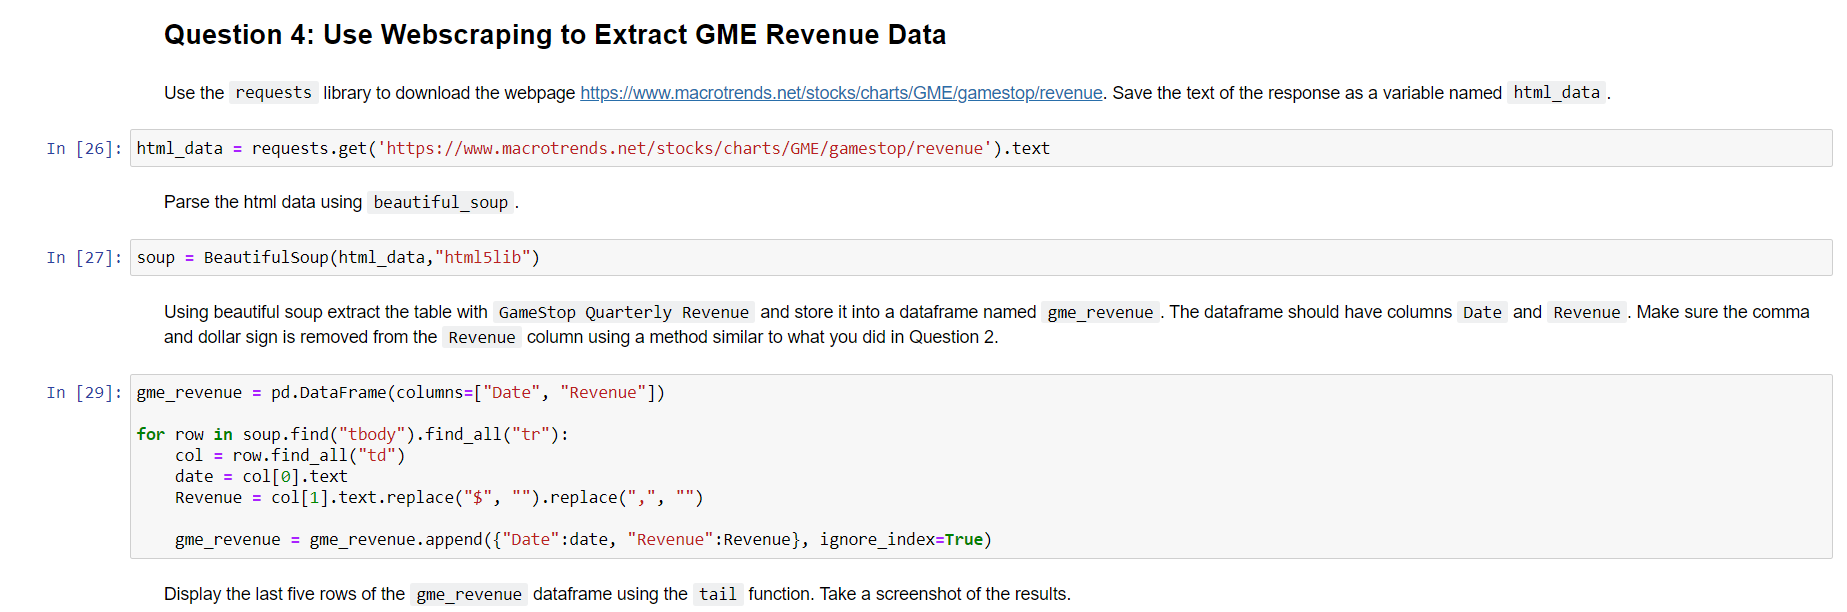 Question 4: Use Webscraping to Extract GME Revenue Data
Use the requests library to download the webpage https://www.macrotrends.net/stocks/charts/GME/gamestop/revenue. Save the text of the response as a variable named html_data .
In [26]: html_data = requests.get('https://www.macrotrends.net/stocks/charts/GME/gamestop/revenue').text
Parse the html data using beautiful_soup .
In [27]: soup = BeautifulSoup(html_data,"html5lib")
Using beautiful soup extract the table with GameStop Quarterly Revenue and store it into a dataframe named gme_revenue . The dataframe should have columns Date and Revenue . Make sure the comma
and dollar sign is removed from the Revenue column using a method similar to what you did in Question 2.
In [29]: gme_revenue = pd.DataFrame(columns=["Date", "Revenue"])
for row in soup.find("tbody").find_all("tr"):
    col = row.find_all("td")
    date = col[0].text
    Revenue = col[1].text.replace("$", "").replace(",", "")
    gme_revenue = gme_revenue.append({"Date":date, "Revenue":Revenue}, ignore_index=True)
Display the last five rows of the gme_revenue dataframe using the tail function. Take a screenshot of the results.